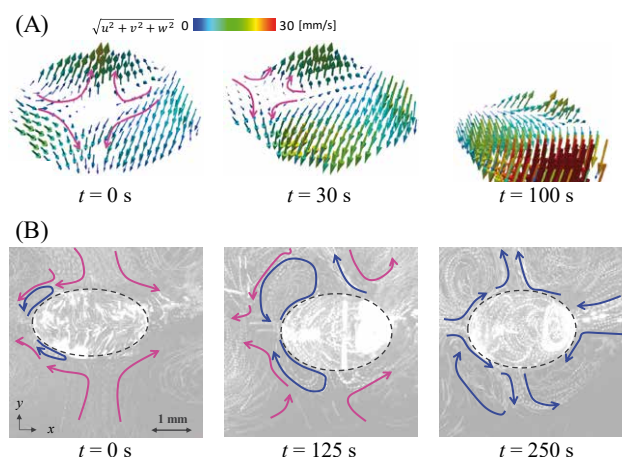 (A)
√u² + v² + w² 0 30 [mm/s]
t = 0 s t = 30 s t = 100 s
(B)
y
x
1 mm
t = 0 s t = 125 s t = 250 s